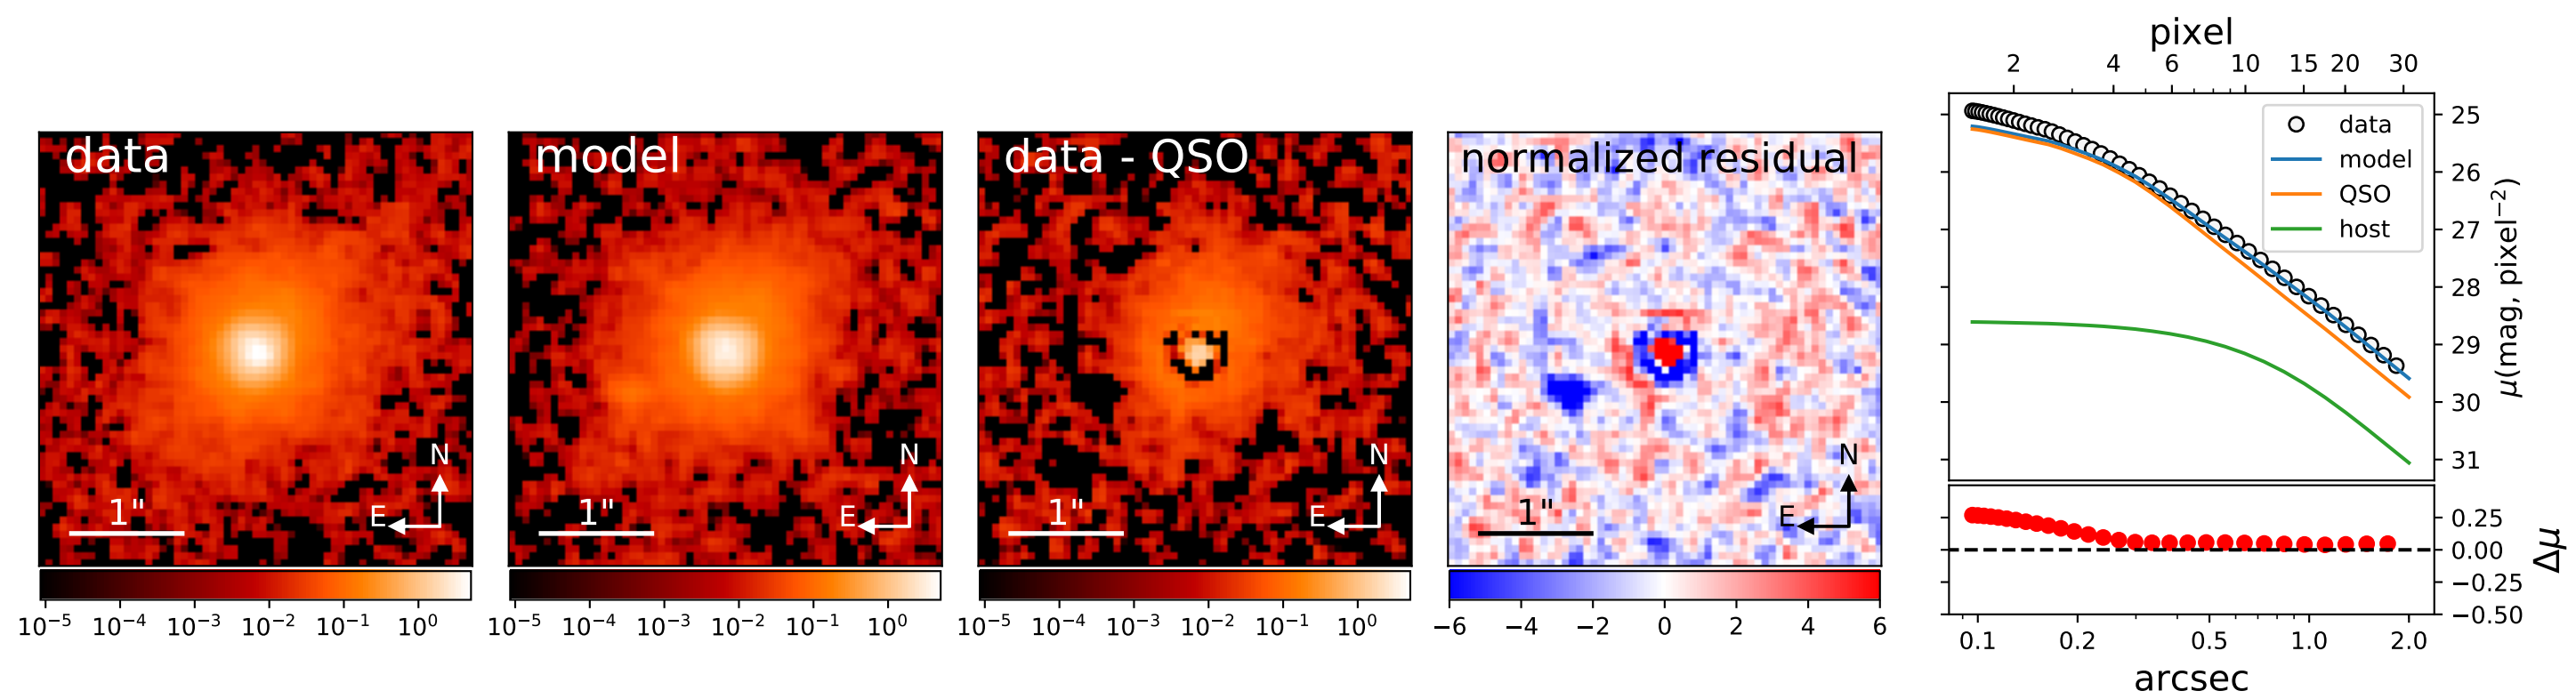 data
1"
N
E
10⁻⁵ 10⁻⁴ 10⁻³ 10⁻² 10⁻¹ 10⁰
model
1"
N
E
10⁻⁵ 10⁻⁴ 10⁻³ 10⁻² 10⁻¹ 10⁰
data - QSO
1"
N
E
10⁻⁵ 10⁻⁴ 10⁻³ 10⁻² 10⁻¹ 10⁰
normalized residual
1"
N
E
−6 −4 −2 0 2 4 6
pixel
2 4 6 10 15 20 30
data
model
QSO
host
25
26
27
28
29
30
31
μ(mag, pixel⁻²)
0.25
0.00
−0.25
−0.50
Δμ
0.1 0.2 0.5 1.0 2.0
arcsec